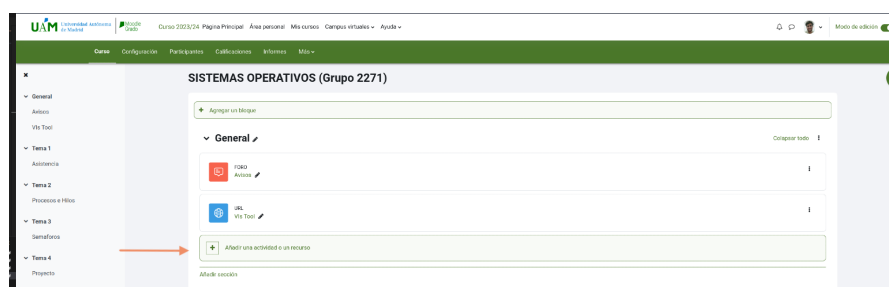 UAM Universidad Autónoma de Madrid
Moodle Grado
Curso 2023/24 Página Principal Área personal Mis cursos Campus virtuales Ayuda
Modo de edición
Curso Configuración Participantes Calificaciones Informes Más
SISTEMAS OPERATIVOS (Grupo 2271)
General
Avisos
Vis Tool
Tema 1
Asistencia
Tema 2
Procesos e Hilos
Tema 3
Semaforos
Tema 4
Proyecto
+ Agregar un bloque
General
Colapsar todo
FORO
Avisos
URL
Vis Tool
+ Añadir una actividad o un recurso
Añadir sección